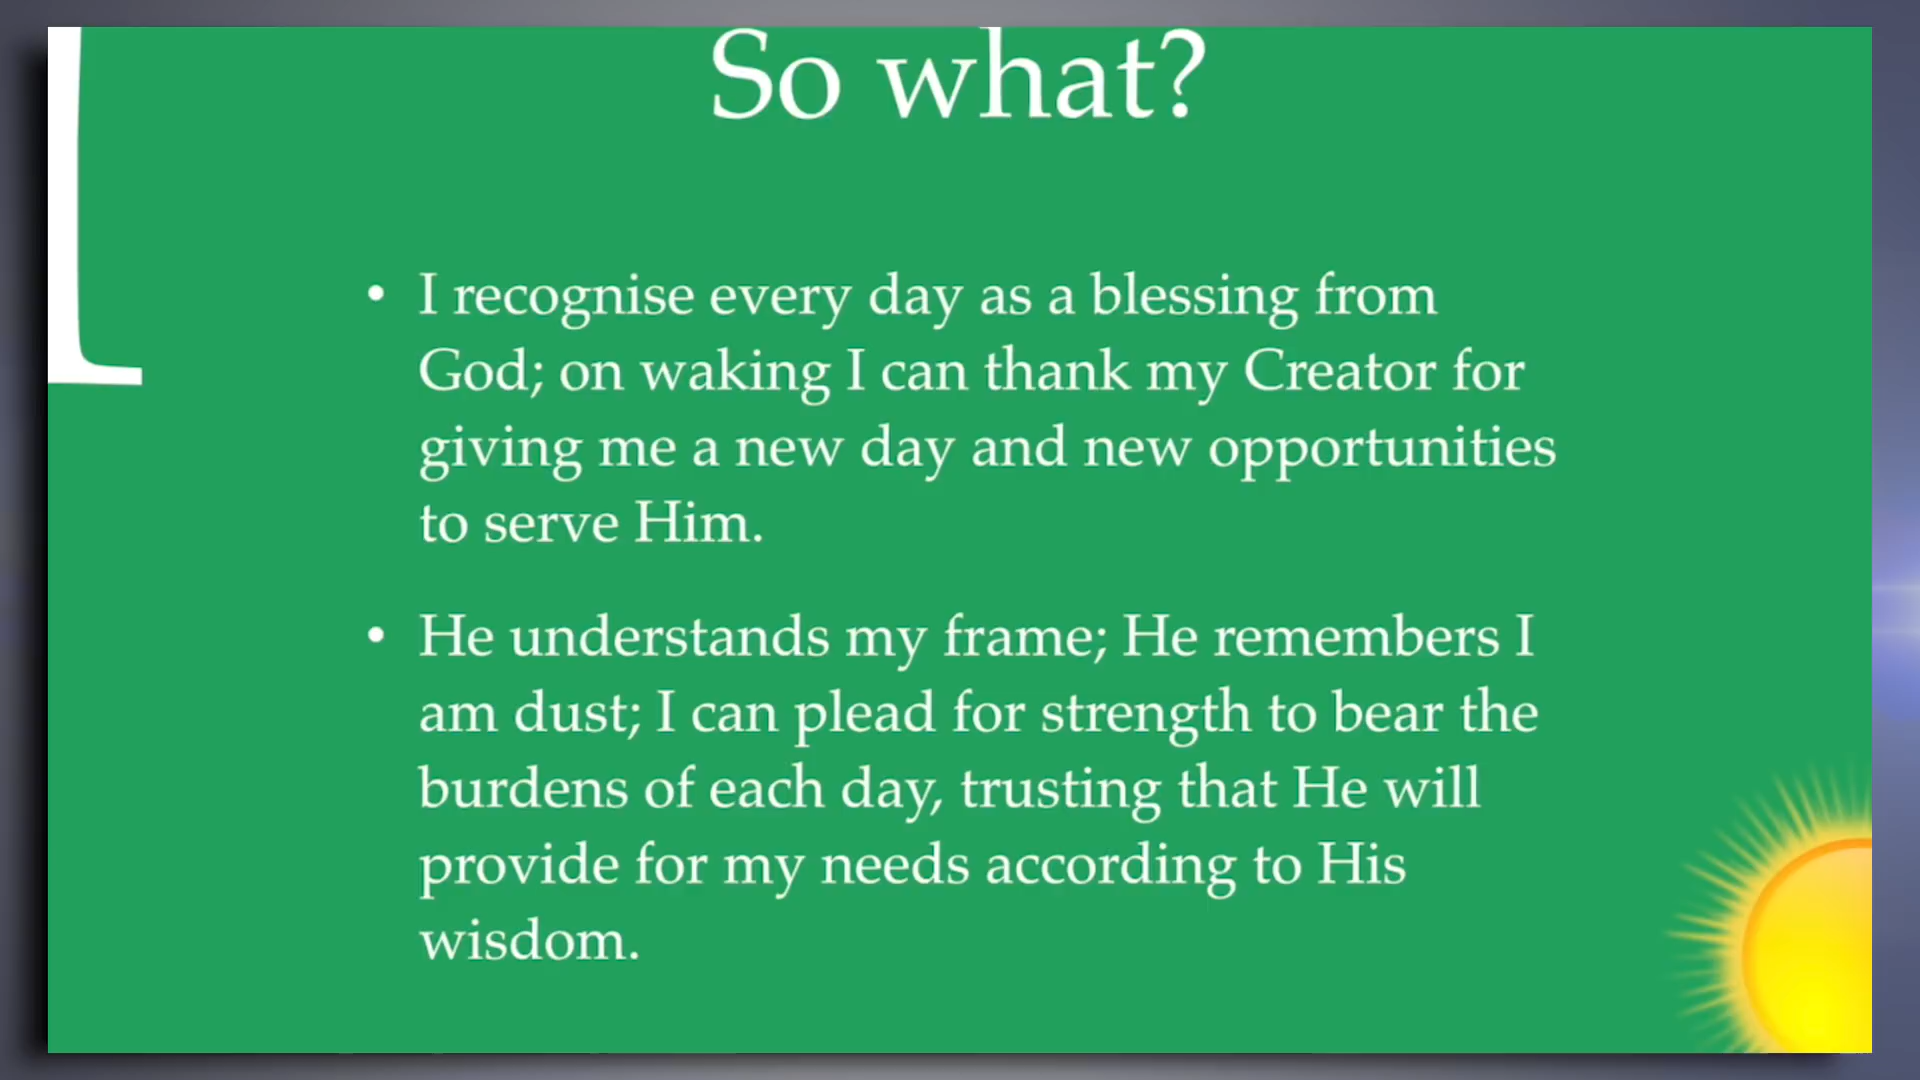 So what?
• I recognise every day as a blessing from
God; on waking I can thank my Creator for
giving me a new day and new opportunities
to serve Him.
• He understands my frame; He remembers I
am dust; I can plead for strength to bear the
burdens of each day, trusting that He will
provide for my needs according to His
wisdom.